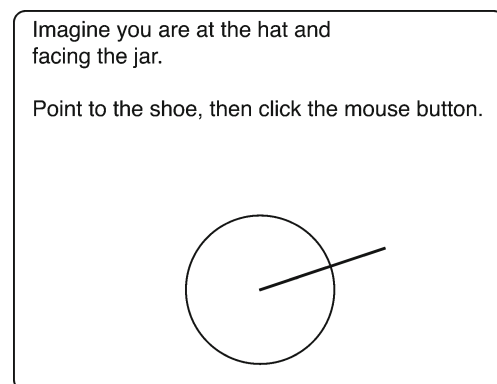 Imagine you are at the hat and
facing the jar.
Point to the shoe, then click the mouse button.